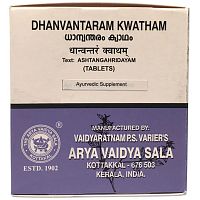 DHANVANTARAM KWATHAM
ധാന്വന്തരം ക്വാഥം
धान्वन्तरं क्वाथम्
Text: ASHTANGAHRIDAYAM
(TABLETS)
Ayurvedic Supplement
MANUFACTURED BY:
VAIDYARATNAM P.S. VARIER'S
ARYA VAIDYA SALA
KOTTAKKAL - 676 503
KERALA. INDIA.
ESTD. 1902